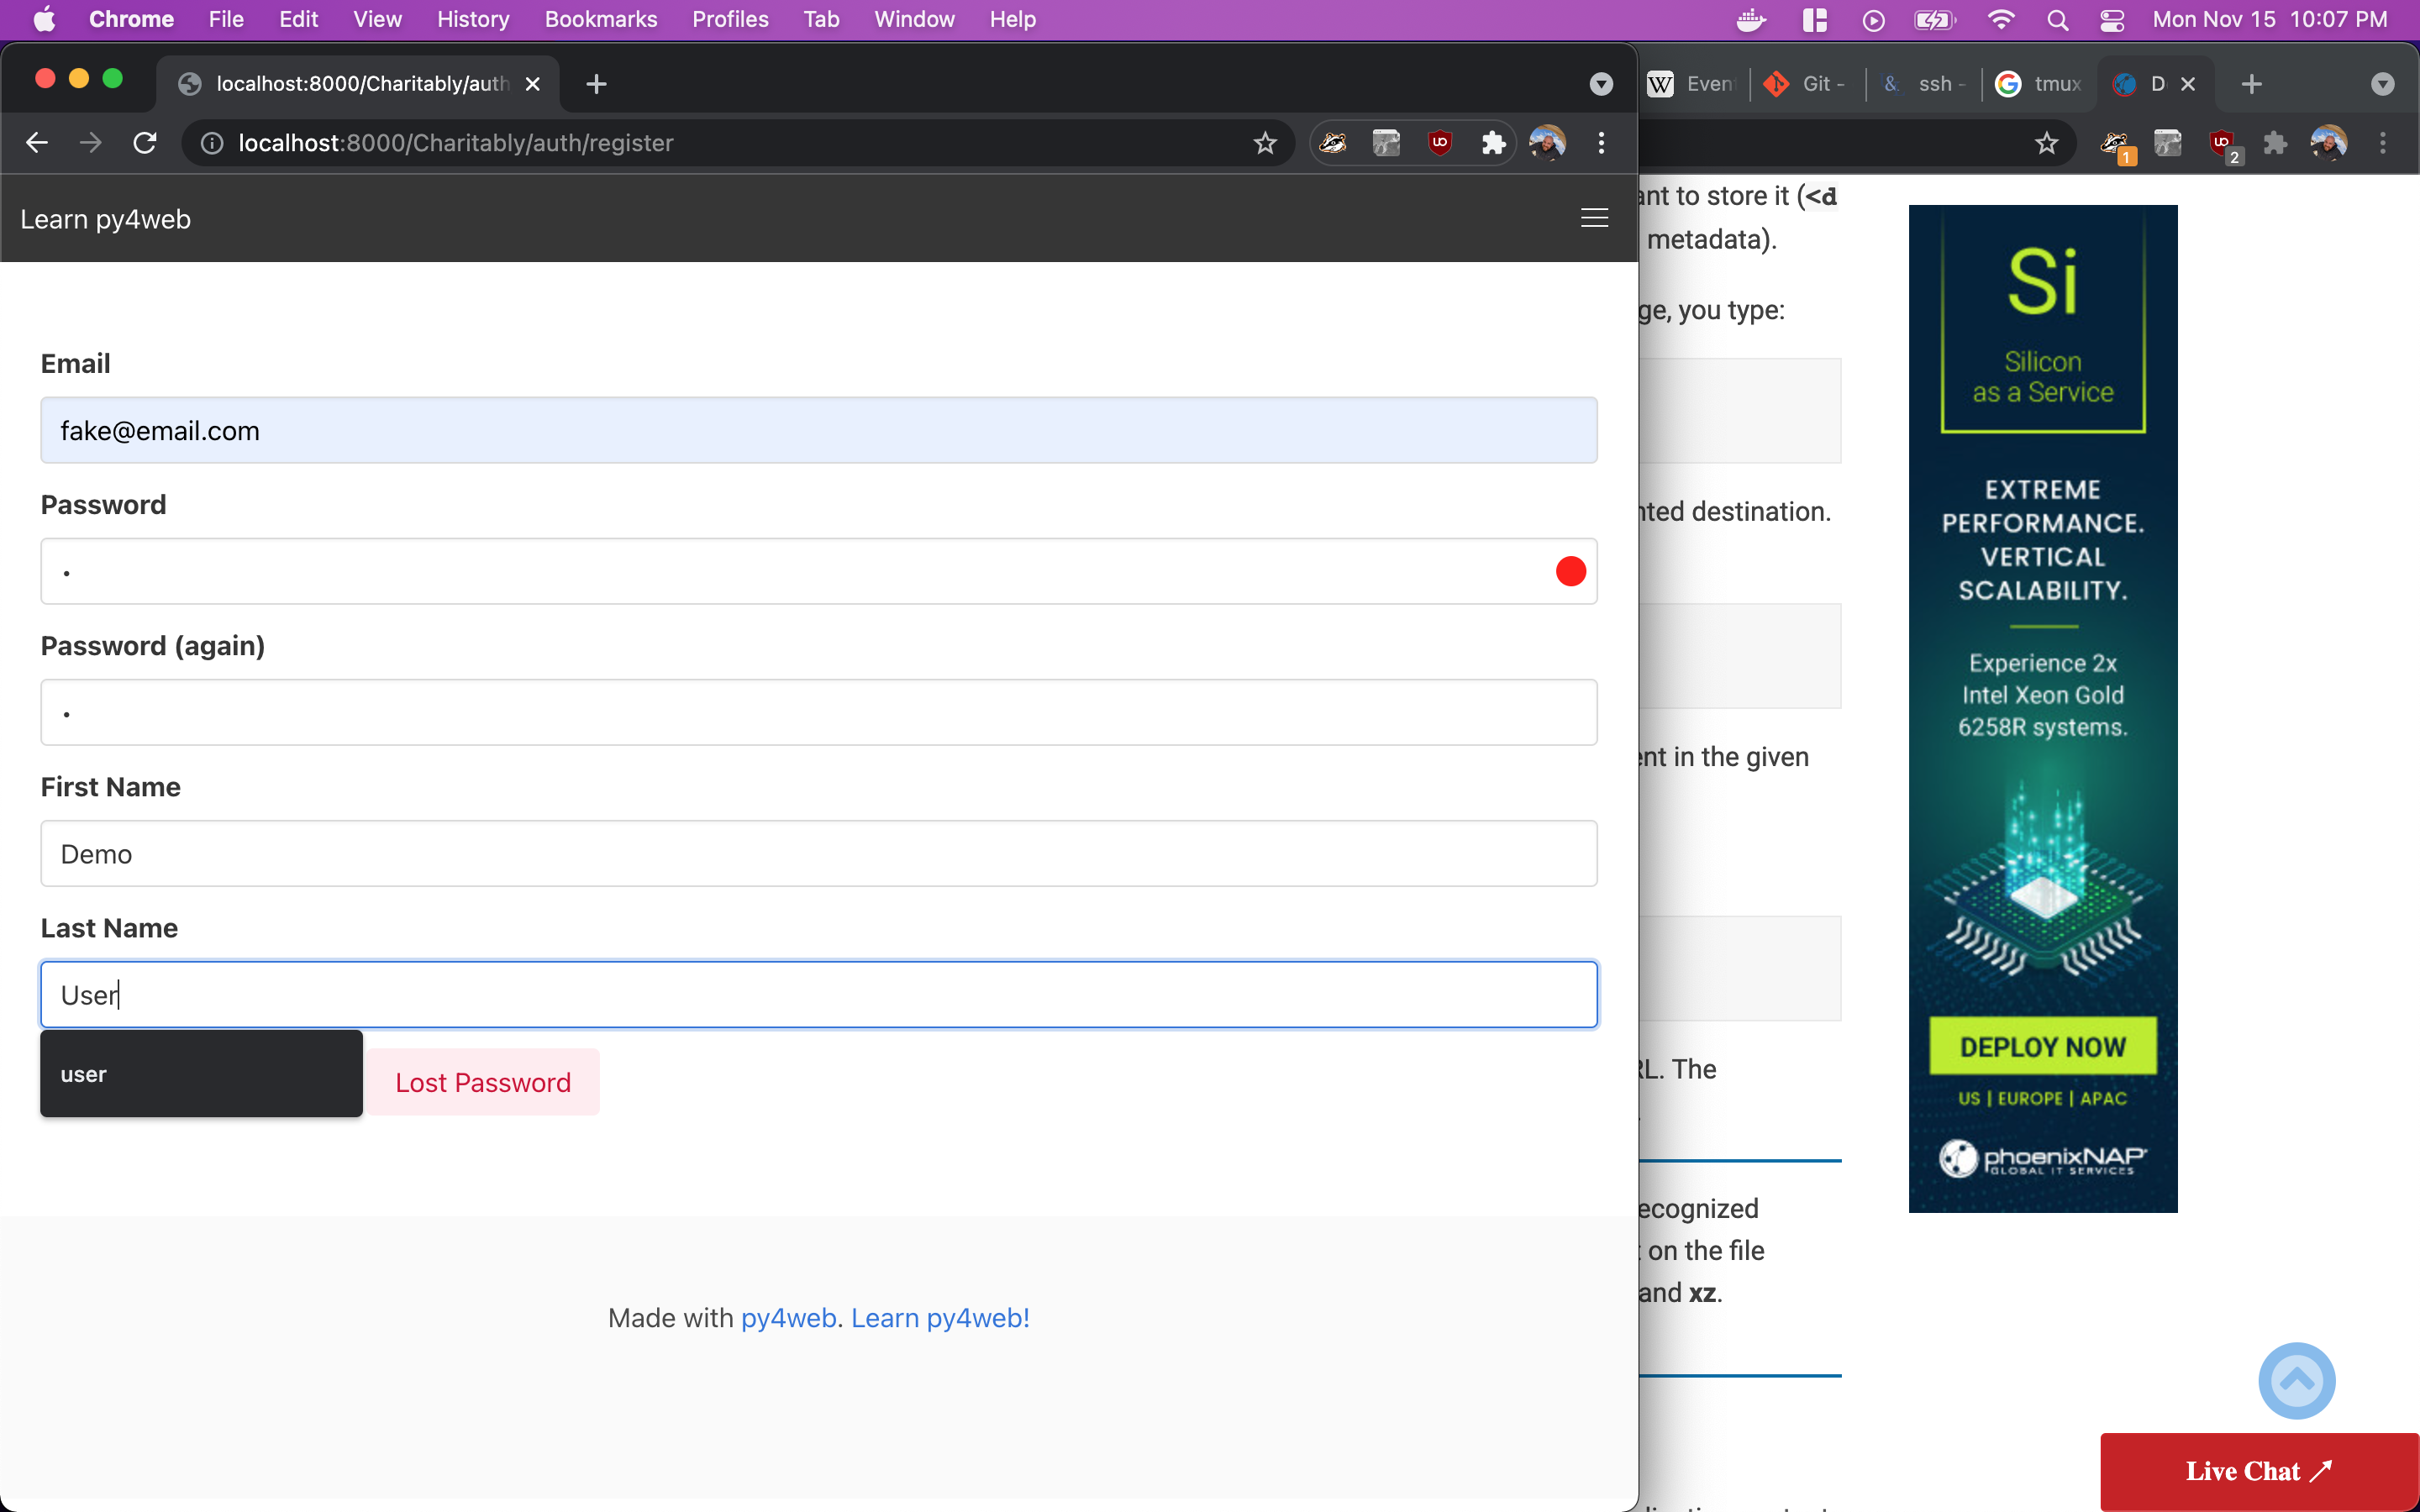 Chrome File Edit View History Bookmarks Profiles Tab Window Help
Mon Nov 15 10:07 PM
localhost:8000/Charitably/auth
localhost:8000/Charitably/auth/register
Learn py4web
Email
fake@email.com
Password
•
Password (again)
•
First Name
Demo
Last Name
User
user
Lost Password
Made with py4web. Learn py4web!
W Even
Git -
& ssh -
G tmux
D
uo
1
uo
2
ant to store it (<d
metadata).
ge, you type:
nted destination.
ent in the given
RL. The
ecognized
on the file
and xz.
Si
Silicon
as a Service
EXTREME
PERFORMANCE.
VERTICAL
SCALABILITY.
Experience 2x
Intel Xeon Gold
6258R systems.
DEPLOY NOW
US | EUROPE | APAC
phoenixNAP
GLOBAL IT SERVICES
Live Chat